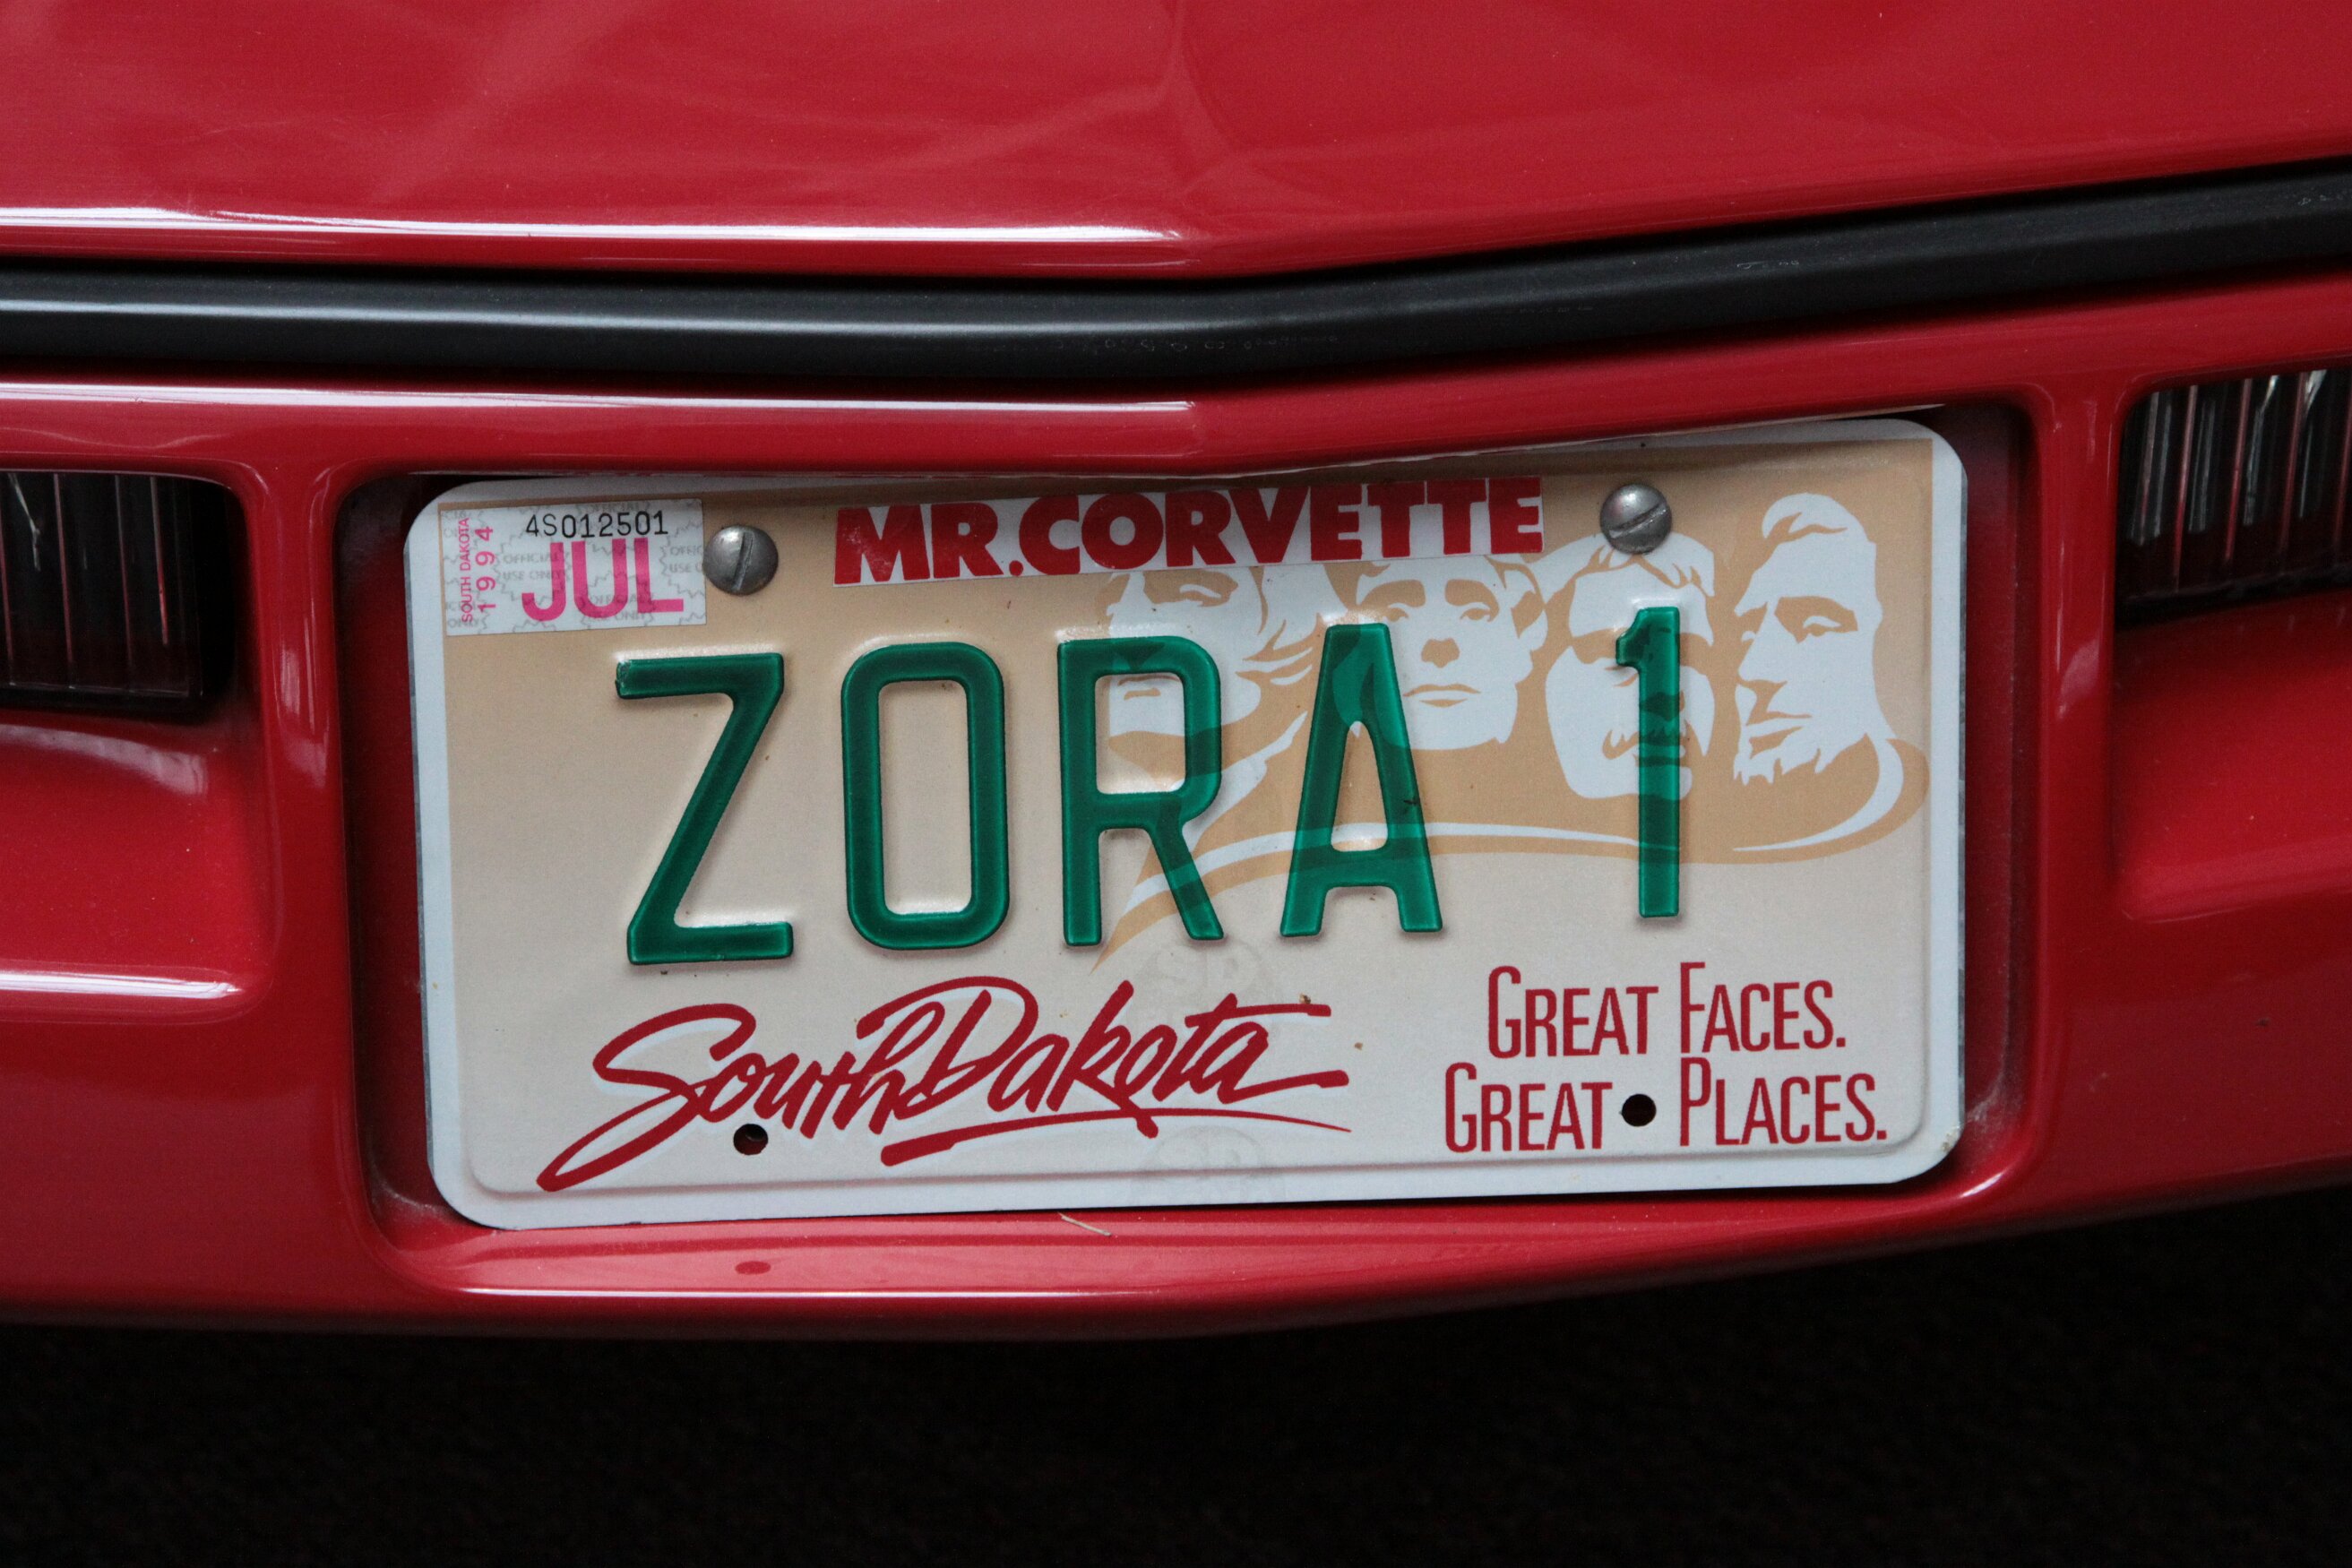 MR. CORVETTE
4S012501
SOUTH DAKOTA
1994
JUL
ZORA 1
South Dakota
GREAT FACES.
GREAT PLACES.